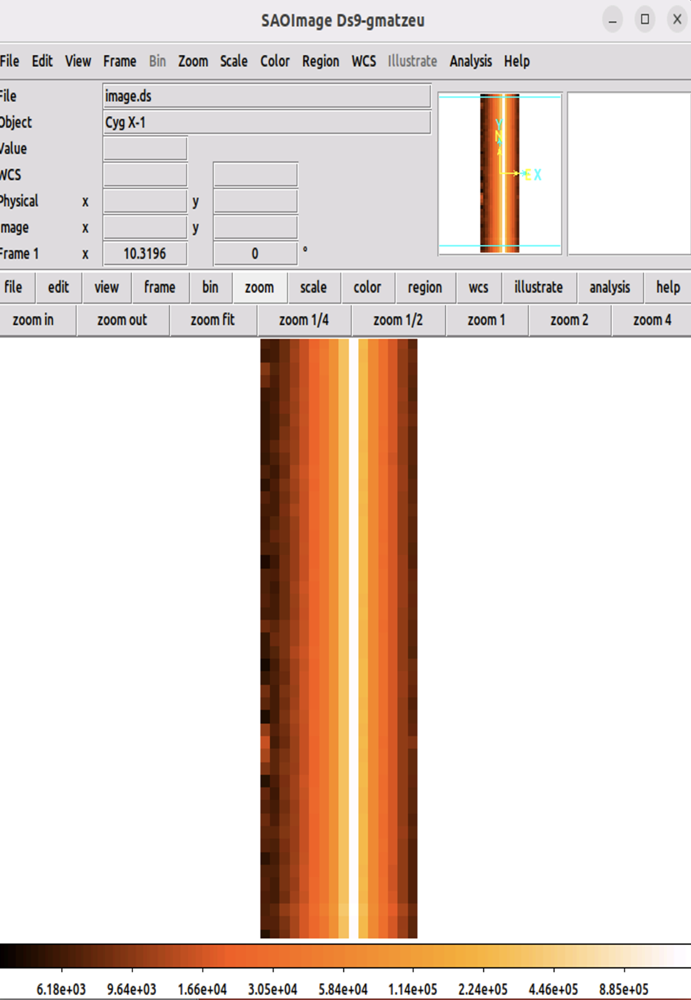 SAOImage Ds9-gmatzeu
File Edit View Frame Bin Zoom Scale Color Region WCS Illustrate Analysis Help
File image.ds
Object Cyg X-1
Value
WCS
Physical x y
Image x y
Frame 1 x 10.3196 0 °
Y
N
E X
file edit view frame bin zoom scale color region wcs illustrate analysis help
zoom in zoom out zoom fit zoom 1/4 zoom 1/2 zoom 1 zoom 2 zoom 4
6.18e+03 9.64e+03 1.66e+04 3.05e+04 5.84e+04 1.14e+05 2.24e+05 4.46e+05 8.85e+05